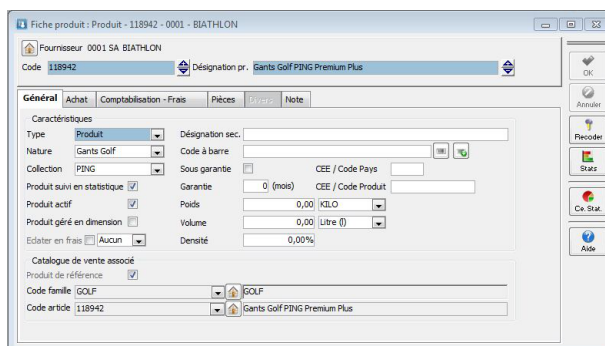 Fiche produit : Produit - 118942 - 0001 - BIATHLON
Fournisseur 0001 SA BIATHLON
Code 118942 Désignation pr. Gants Golf PING Premium Plus
OK
Annuler
Recoder
Stats
Ce. Stat.
Aide
Général Achat Comptabilisation - Frais Pièces Divers Note
Caractéristiques
Type Produit Désignation sec.
Nature Gants Golf Code à barre
Collection PING Sous garantie CEE / Code Pays
Produit suivi en statistique Garantie 0 (mois) CEE / Code Produit
Produit actif Poids 0,00 KILO
Produit géré en dimension Volume 0,00 Litre (l)
Eclater en frais Aucun Densité 0,00%
Catalogue de vente associé
Produit de référence
Code famille GOLF GOLF
Code article 118942 Gants Golf PING Premium Plus